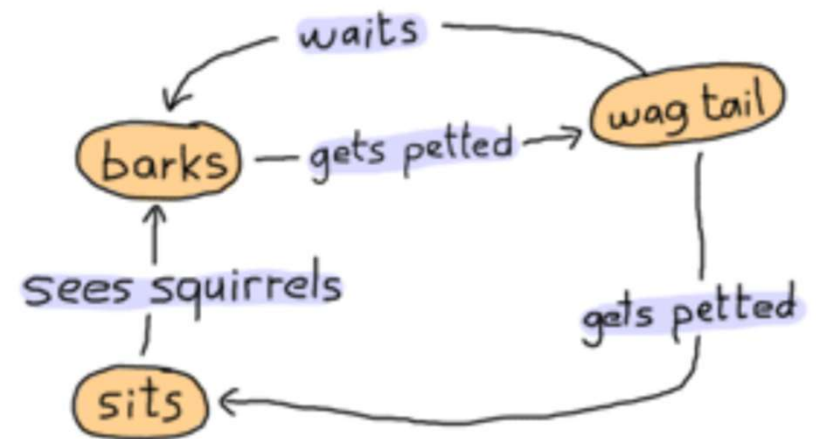 waits
wag tail
barks
gets petted
sees squirrels
gets petted
sits